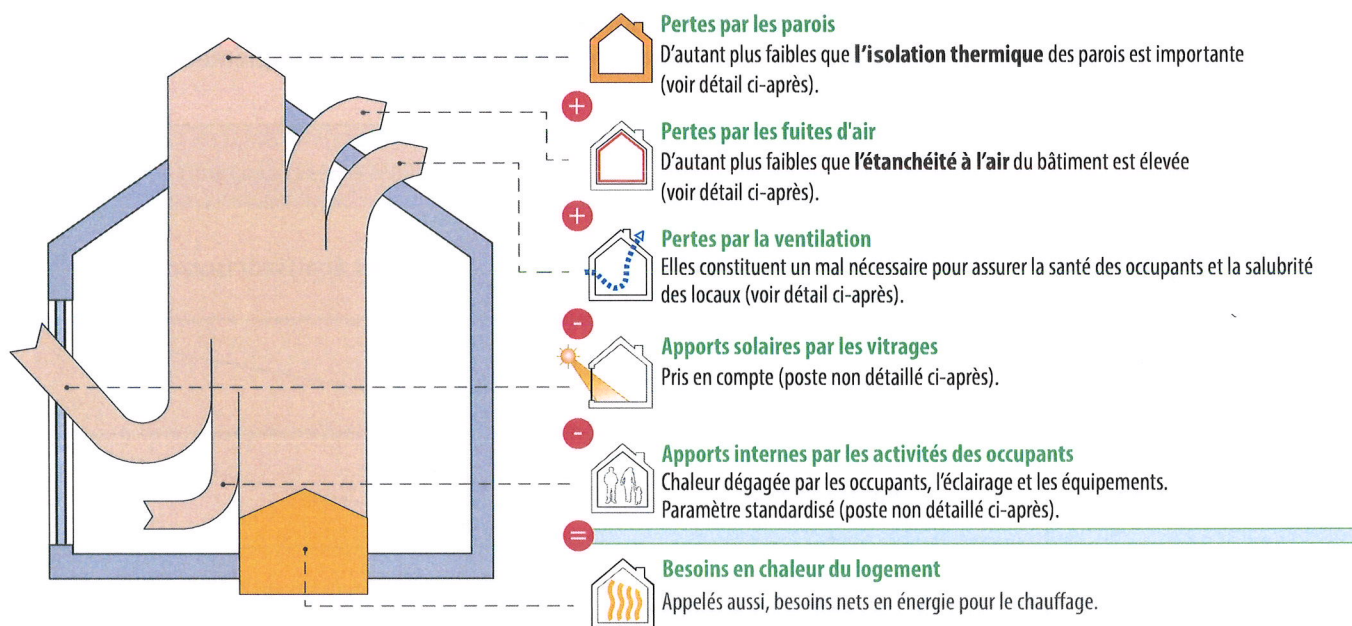 Pertes par les parois
D'autant plus faibles que l'isolation thermique des parois est importante
(voir détail ci-après).
+
Pertes par les fuites d'air
D'autant plus faibles que l'étanchéité à l'air du bâtiment est élevée
(voir détail ci-après).
+
Pertes par la ventilation
Elles constituent un mal nécessaire pour assurer la santé des occupants et la salubrité
des locaux (voir détail ci-après).
-
Apports solaires par les vitrages
Pris en compte (poste non détaillé ci-après).
-
Apports internes par les activités des occupants
Chaleur dégagée par les occupants, l'éclairage et les équipements.
Paramètre standardisé (poste non détaillé ci-après).
=
Besoins en chaleur du logement
Appelés aussi, besoins nets en énergie pour le chauffage.